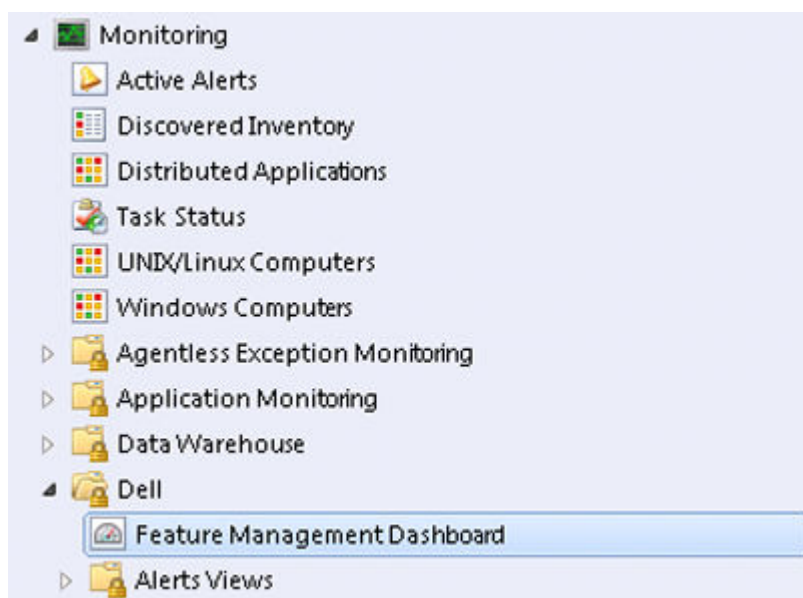 Monitoring
Active Alerts
Discovered Inventory
Distributed Applications
Task Status
UNIX/Linux Computers
Windows Computers
Agentless Exception Monitoring
Application Monitoring
Data Warehouse
Dell
Feature Management Dashboard
Alerts Views